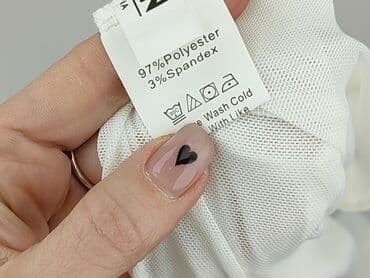 97%Polyester
3%Spandex
Wash Cold
With Like